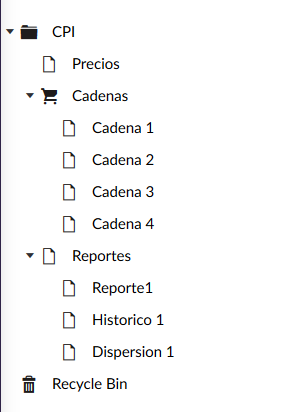 CPI
Precios
Cadenas
Cadena 1
Cadena 2
Cadena 3
Cadena 4
Reportes
Reporte1
Historico 1
Dispersion 1
Recycle Bin